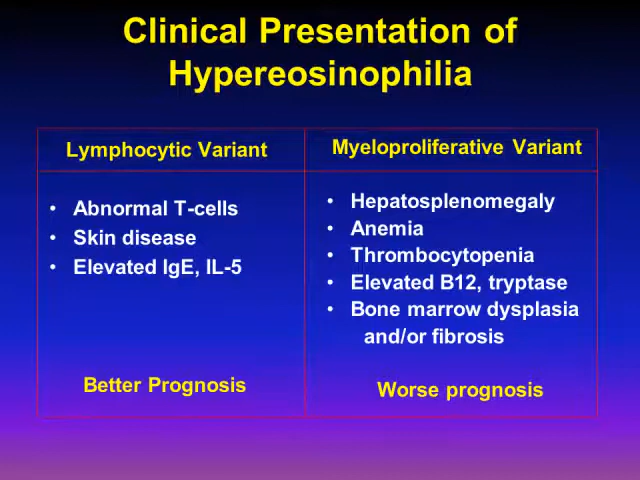 Clinical Presentation of
Hypereosinophilia
Lymphocytic Variant
• Abnormal T-cells
• Skin disease
• Elevated IgE, IL-5
Better Prognosis
Myeloproliferative Variant
• Hepatosplenomegaly
• Anemia
• Thrombocytopenia
• Elevated B12, tryptase
• Bone marrow dysplasia
and/or fibrosis
Worse prognosis